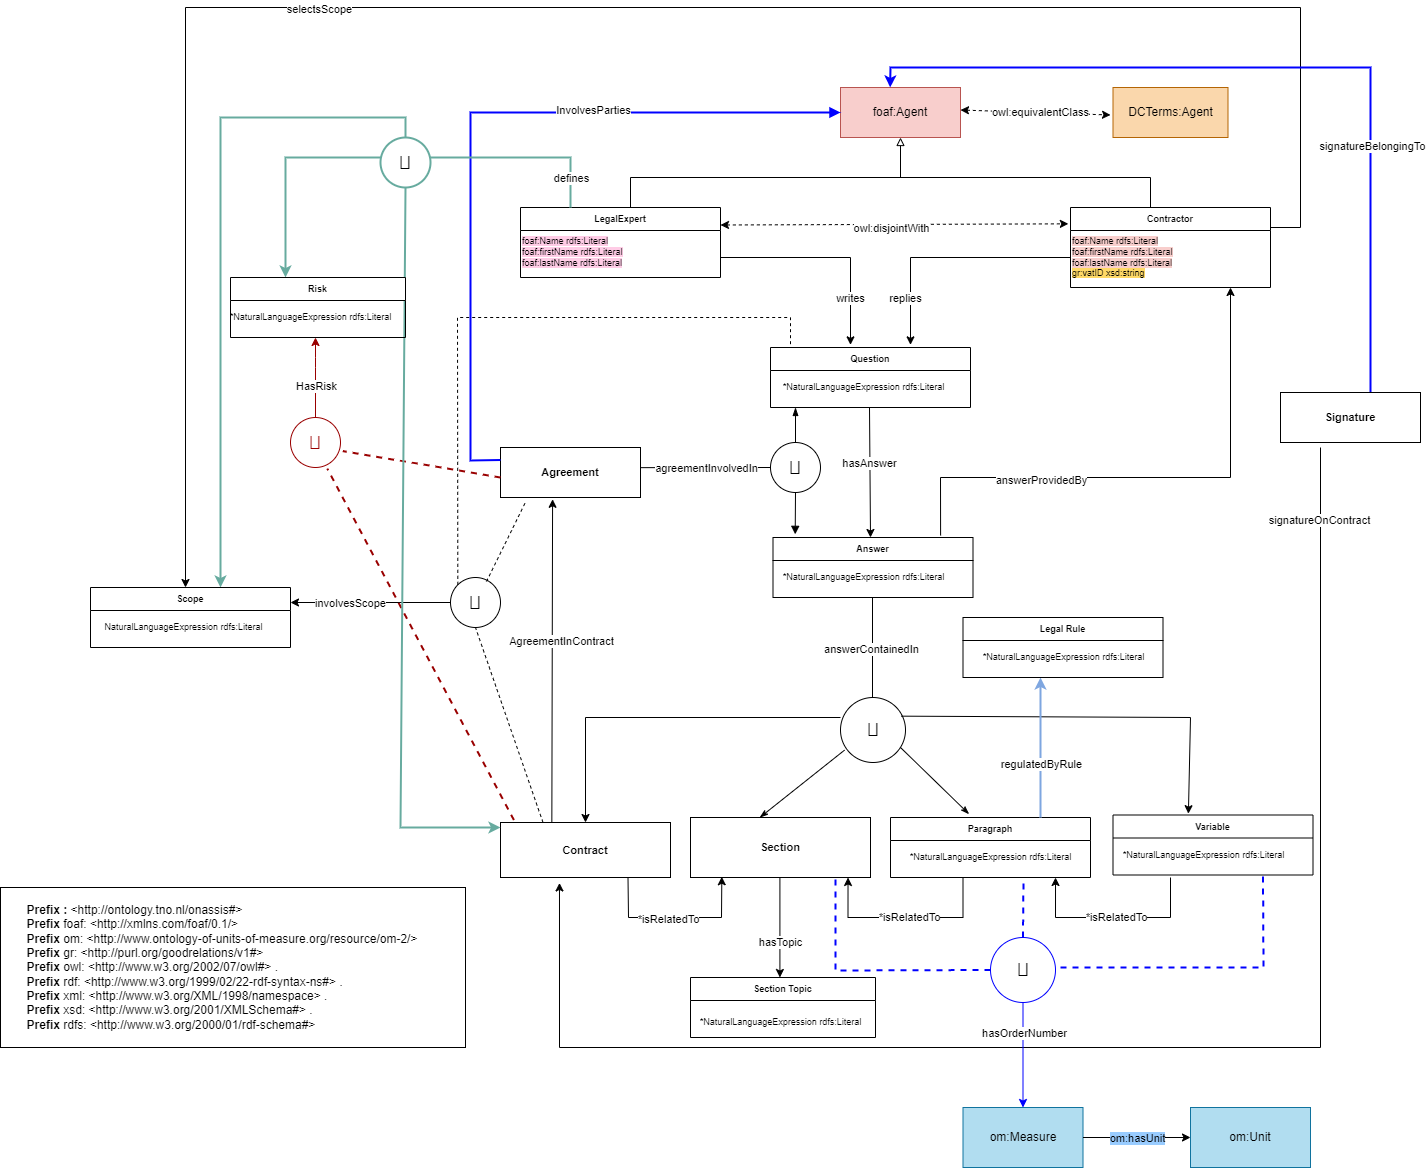 selectsScope
InvolvesParties
foaf:Agent
owl:equivalentClass
DCTerms:Agent
signatureBelongingTo
⊔
defines
LegalExpert
foaf:Name rdfs:Literal
foaf:firstName rdfs:Literal
foaf:lastName rdfs:Literal
owl:disjointWith
Contractor
foaf:Name rdfs:Literal
foaf:firstName rdfs:Literal
foaf:lastName rdfs:Literal
gr:vatID xsd:string
Risk
*NaturalLanguageExpression rdfs:Literal
writes
replies
Question
*NaturalLanguageExpression rdfs:Literal
HasRisk
⊔
Signature
Agreement
agreementInvolvedIn
⊔
hasAnswer
answerProvidedBy
signatureOnContract
Answer
*NaturalLanguageExpression rdfs:Literal
Scope
NaturalLanguageExpression rdfs:Literal
involvesScope
⊔
AgreementInContract
answerContainedIn
Legal Rule
*NaturalLanguageExpression rdfs:Literal
⊔
regulatedByRule
Contract
Section
Paragraph
*NaturalLanguageExpression rdfs:Literal
Variable
*NaturalLanguageExpression rdfs:Literal
*isRelatedTo
*isRelatedTo
*isRelatedTo
hasTopic
Section Topic
*NaturalLanguageExpression rdfs:Literal
⊔
hasOrderNumber
Prefix : <http://ontology.tno.nl/onassis#>
Prefix foaf: <http://xmlns.com/foaf/0.1/>
Prefix om: <http://www.ontology-of-units-of-measure.org/resource/om-2/>
Prefix gr: <http://purl.org/goodrelations/v1#>
Prefix owl: <http://www.w3.org/2002/07/owl#> .
Prefix rdf: <http://www.w3.org/1999/02/22-rdf-syntax-ns#> .
Prefix xml: <http://www.w3.org/XML/1998/namespace> .
Prefix xsd: <http://www.w3.org/2001/XMLSchema#> .
Prefix rdfs: <http://www.w3.org/2000/01/rdf-schema#>
om:Measure
om:hasUnit
om:Unit